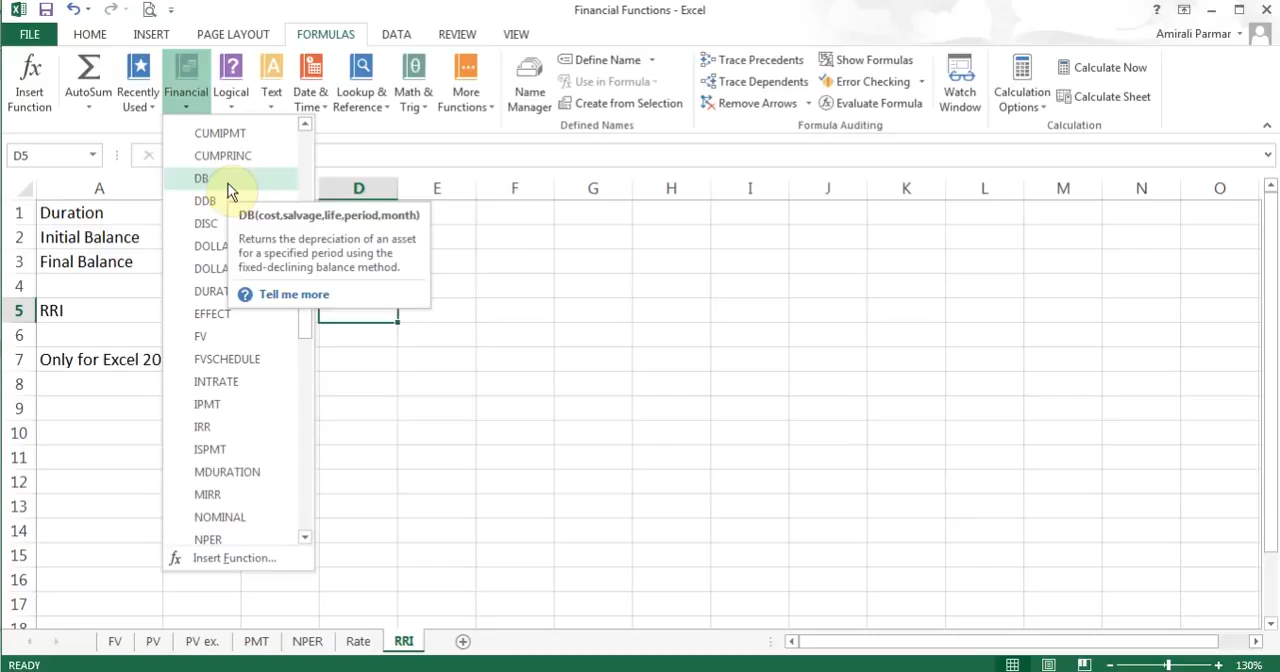 Financial Functions - Excel
FILE HOME INSERT PAGE LAYOUT FORMULAS DATA REVIEW VIEW Amirali Parmar
Insert Function
AutoSum
Recently Used
Financial
Logical
Text
Date & Time
Lookup & Reference
Math & Trig
More Functions
Name Manager
Define Name
Use in Formula
Create from Selection
Defined Names
Trace Precedents
Trace Dependents
Remove Arrows
Show Formulas
Error Checking
Evaluate Formula
Formula Auditing
Watch Window
Calculation Options
Calculate Now
Calculate Sheet
Calculation
D5
CUMIPMT
CUMPRINC
DB
DDB
DISC
DOLLA
DOLLA
DURAT
EFFECT
FV
FVSCHEDULE
INTRATE
IPMT
IRR
ISPMT
MDURATION
MIRR
NOMINAL
NPER
fx Insert Function...
DB(cost,salvage,life,period,month)
Returns the depreciation of an asset
for a specified period using the
fixed-declining balance method.
? Tell me more
A D E F G H I J K L M N O
1 Duration
2 Initial Balance
3 Final Balance
4
5 RRI
6
7 Only for Excel 20
8
9
10
11
12
13
14
15
16
17
18
FV PV PV ex. PMT NPER Rate RRI
READY 130%